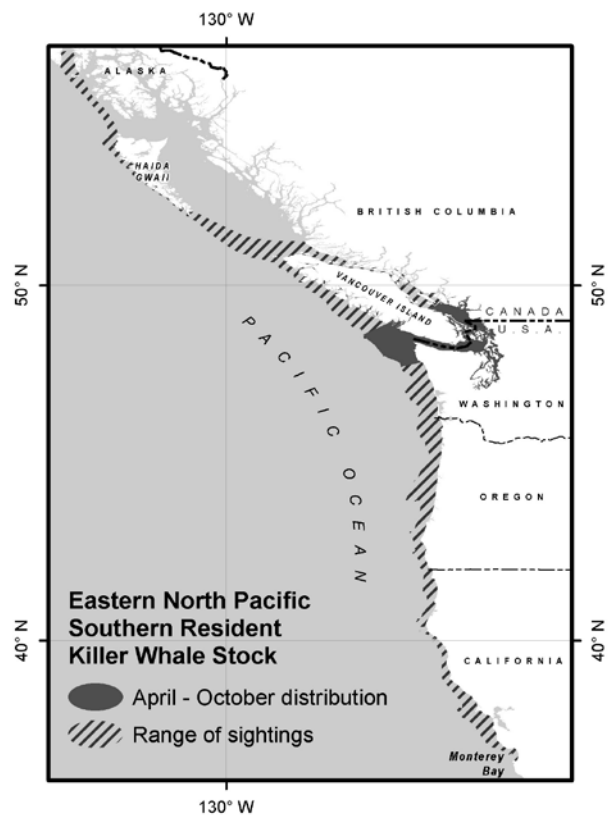 130° W
ALASKA
HAIDA
GWAII
BRITISH COLUMBIA
50° N
50° N
VANCOUVER ISLAND
CANADA
U.S.A.
PACIFIC OCEAN
WASHINGTON
OREGON
Eastern North Pacific
Southern Resident
Killer Whale Stock
40° N
40° N
CALIFORNIA
April - October distribution
Range of sightings
Monterey
Bay
130° W